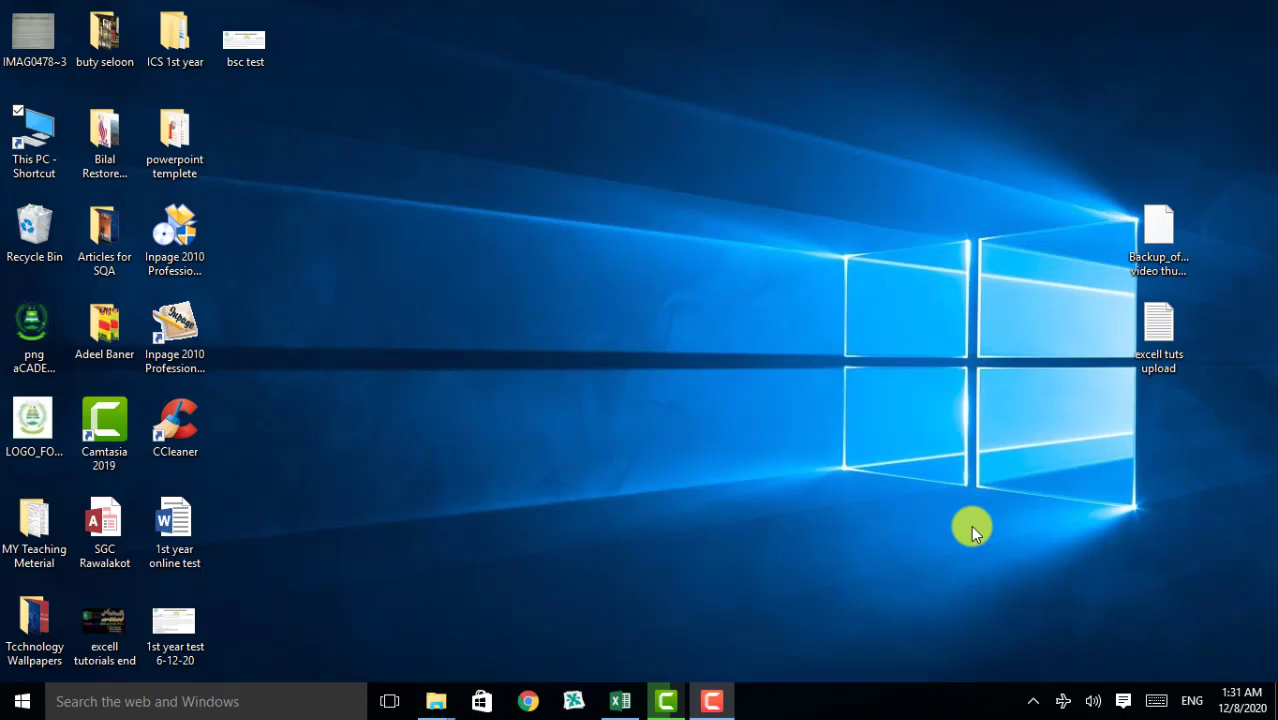 IMAG0478~3
buty seloon
ICS 1st year
bsc test
This PC -
Shortcut
Bilal
Restore...
powerpoint
templete
Recycle Bin
Articles for
SQA
Inpage 2010
Professio...
png
aCADE...
Adeel Baner
Inpage 2010
Profession...
LOGO_FO...
Camtasia
2019
CCleaner
MY Teaching
Meterial
SGC
Rawalakot
1st year
online test
Technology
Wallpapers
excell
tutorials end
1st year test
6-12-20
Backup_of...
video thu...
excell tuts
upload
Search the web and Windows
ENG
1:31 AM
12/8/2020